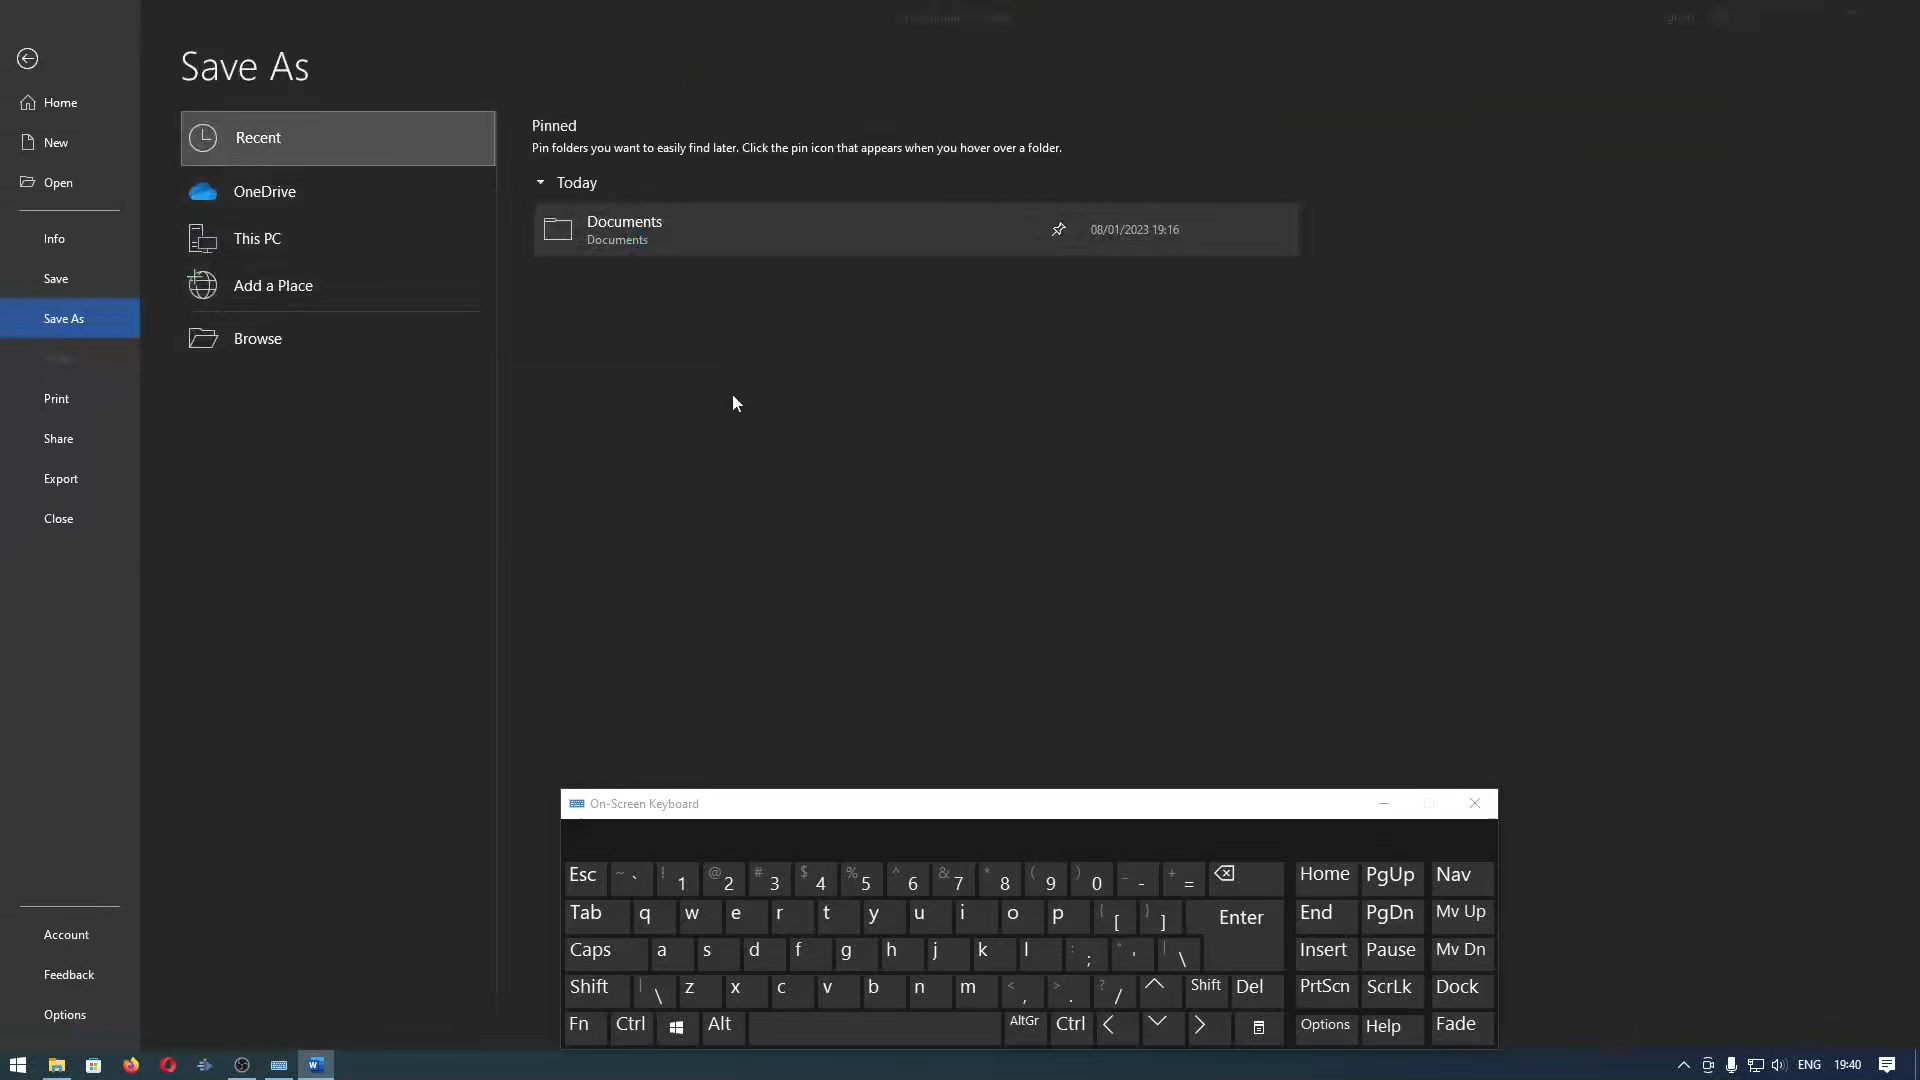 Save As
Home
New
Open
Info
Save
Save As
Print
Share
Export
Close
Account
Feedback
Options
Recent
OneDrive
This PC
Add a Place
Browse
Pinned
Pin folders you want to easily find later. Click the pin icon that appears when you hover over a folder.
Today
Documents
Documents
08/01/2023 19:16
On-Screen Keyboard
Esc ~ ` ! 1 @ 2 # 3 $ 4 % 5 ^ 6 & 7 * 8 ( 9 ) 0 _ - + = Home PgUp Nav
Tab q w e r t y u i o p { [ } ] Enter End PgDn Mv Up
Caps a s d f g h j k l : ; " ' | \ Insert Pause Mv Dn
Shift | \ z x c v b n m < , > . ? / Shift Del PrtScn ScrLk Dock
Fn Ctrl Alt AltGr Ctrl Options Help Fade
ENG 19:40